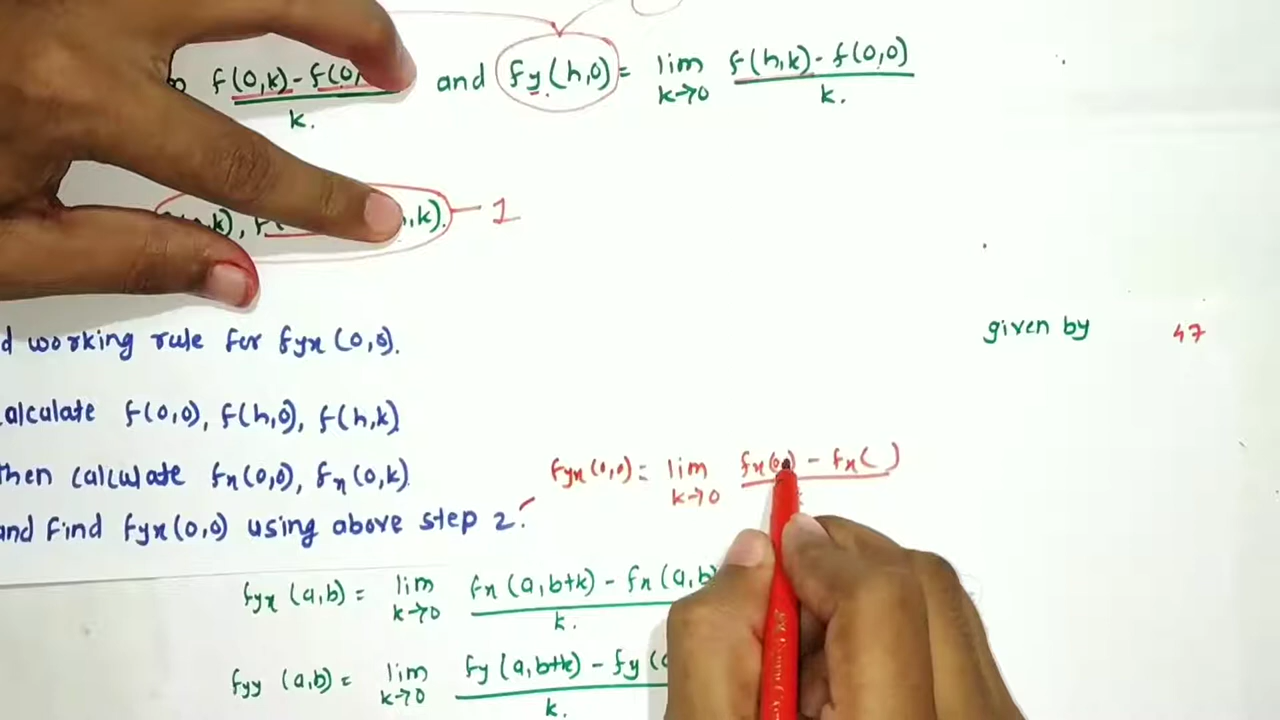 f(0,k) - f(0, and fy(h,0) = lim k→0 f(h,k) - f(0,0) / k.
,k), f( h,k). — 1
given by 47
d working rule for fyx (0,0).
alculate f(0,0), f(h,0), f(h,k)
then calculate fx(0,0), fx(0,k)
fyx (0,0) = lim k→0 fx(0 ) - fx( )
and find fyx(0,0) using above step 2.
fyx (a,b) = lim k→0 fx (a,b+k) - fx (a,b / k.
fyy (a,b) = lim k→0 fy (a,b+k) - fy ( / k.